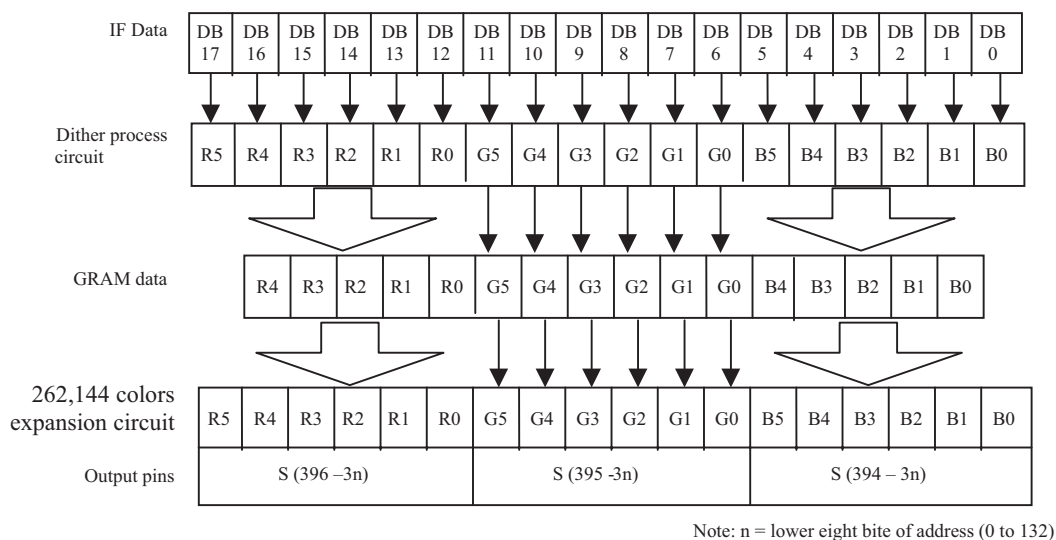 IF Data DB 17 DB 16 DB 15 DB 14 DB 13 DB 12 DB 11 DB 10 DB 9 DB 8 DB 7 DB 6 DB 5 DB 4 DB 3 DB 2 DB 1 DB 0
Dither process circuit R5 R4 R3 R2 R1 R0 G5 G4 G3 G2 G1 G0 B5 B4 B3 B2 B1 B0
GRAM data R4 R3 R2 R1 R0 G5 G4 G3 G2 G1 G0 B4 B3 B2 B1 B0
262,144 colors expansion circuit R5 R4 R3 R2 R1 R0 G5 G4 G3 G2 G1 G0 B5 B4 B3 B2 B1 B0
Output pins S (396 –3n) S (395 -3n) S (394 – 3n)
Note: n = lower eight bite of address (0 to 132)